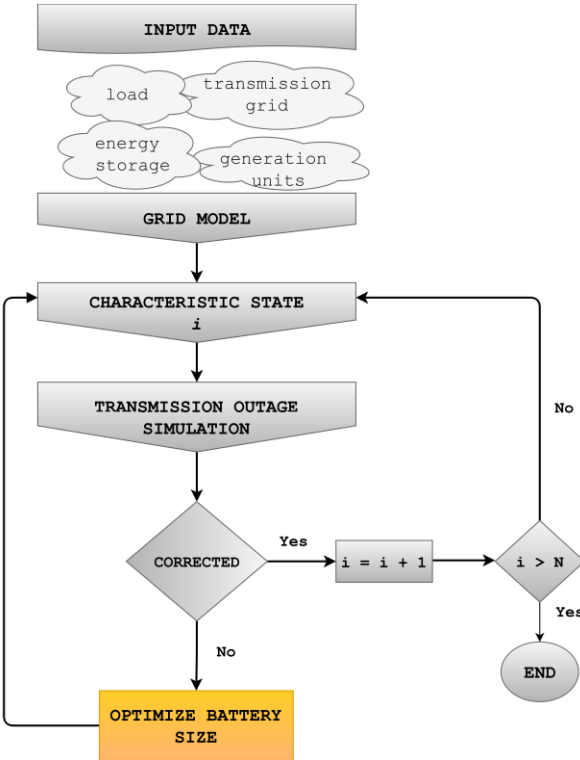 INPUT DATA
load
transmission
grid
energy
storage
generation
units
GRID MODEL
CHARACTERISTIC STATE
i
TRANSMISSION OUTAGE
SIMULATION
No
CORRECTED
Yes
i = i + 1
i > N
Yes
No
END
OPTIMIZE BATTERY
SIZE